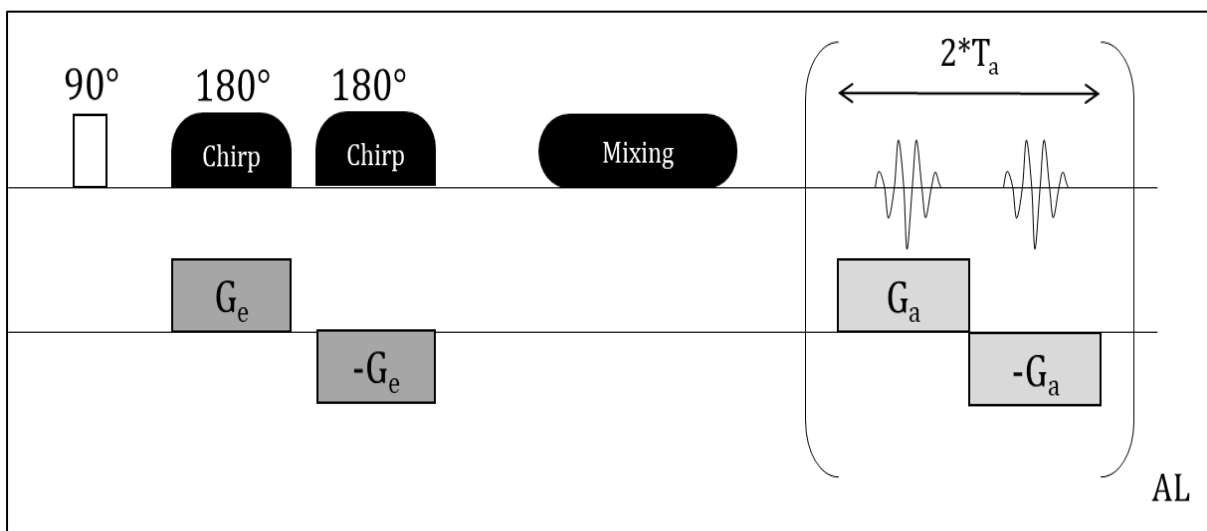 2*Tₐ
90° 180° 180°
Chirp Chirp Mixing
Gₑ Gₐ
-Gₑ -Gₐ
AL